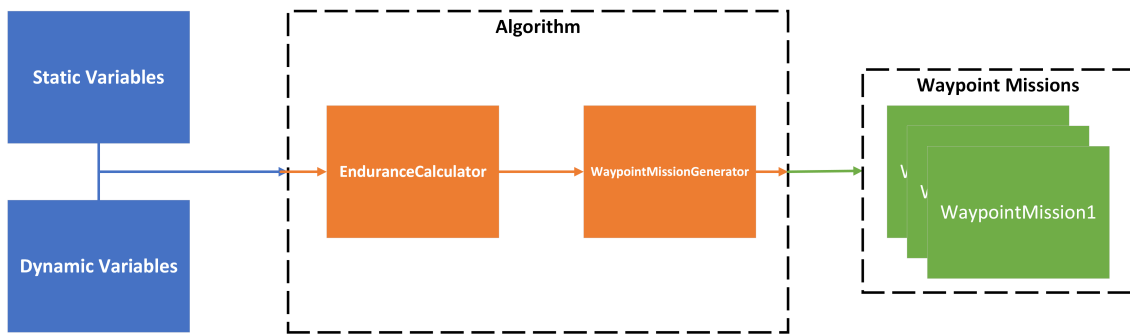 Static Variables
Dynamic Variables
Algorithm
EnduranceCalculator
WaypointMissionGenerator
Waypoint Missions
W
W
WaypointMission1